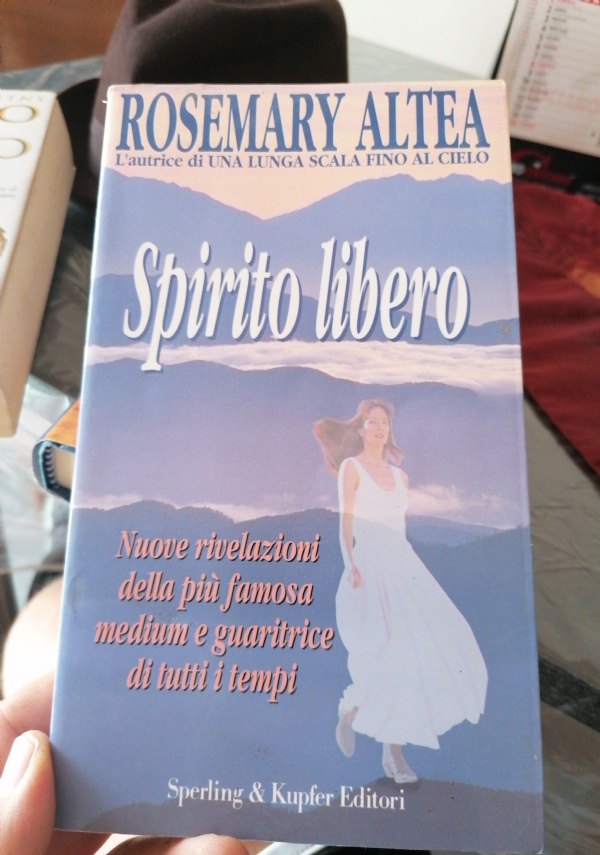 ROSEMARY ALTEA
L'autrice di UNA LUNGA SCALA FINO AL CIELO
Spirito libero
Nuove rivelazioni
della più famosa
medium e guaritrice
di tutti i tempi
Sperling & Kupfer Editori